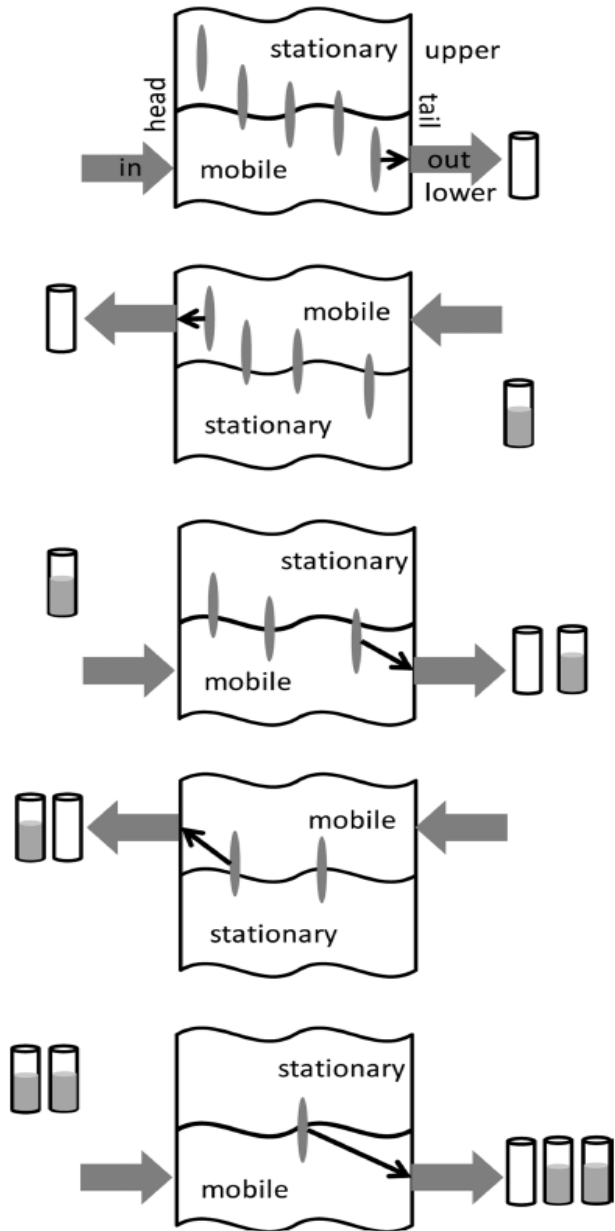 stationary
upper
head
tail
in
mobile
out
lower
mobile
stationary
stationary
mobile
mobile
stationary
stationary
mobile